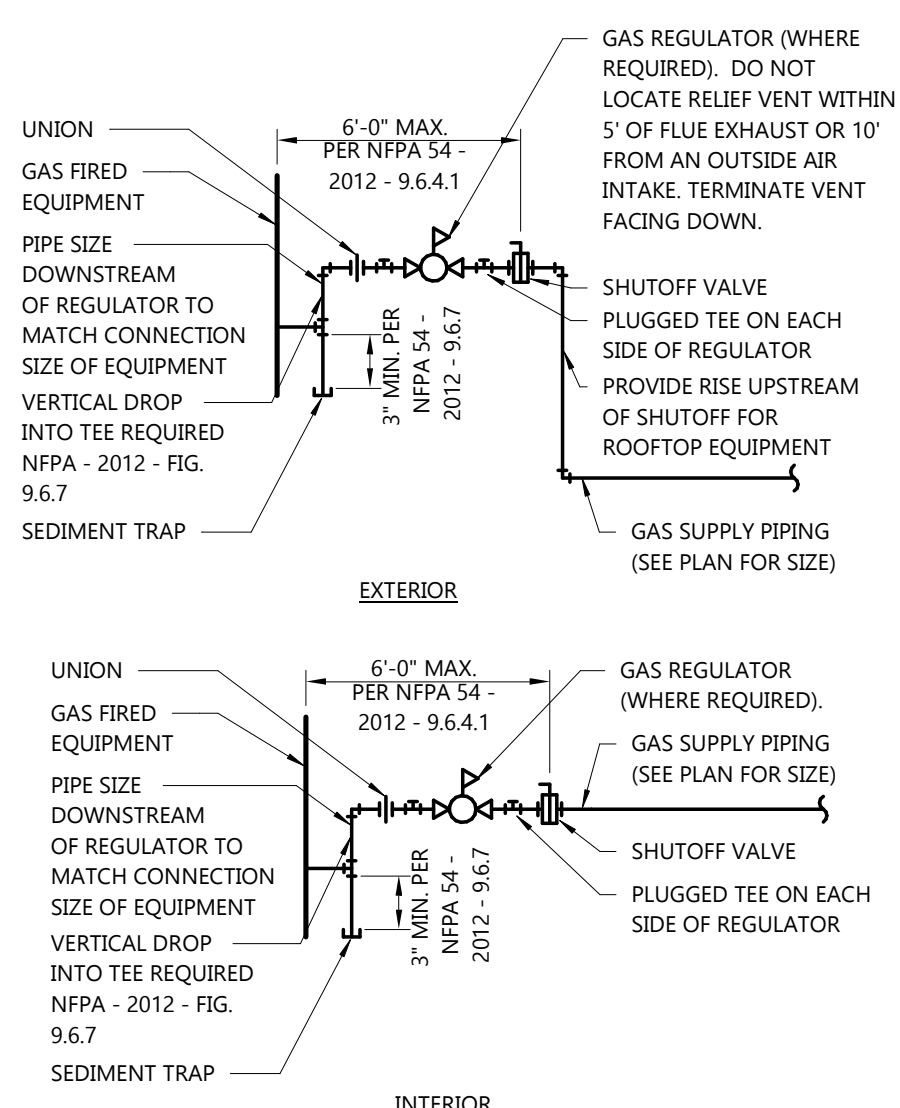 UNION
GAS FIRED
EQUIPMENT
PIPE SIZE
DOWNSTREAM
OF REGULATOR TO
MATCH CONNECTION
SIZE OF EQUIPMENT
VERTICAL DROP
INTO TEE REQUIRED
NFPA - 2012 - FIG.
9.6.7
SEDIMENT TRAP
6'-0" MAX.
PER NFPA 54 -
2012 - 9.6.4.1
3" MIN. PER
NFPA 54 -
2012 - 9.6.7
GAS REGULATOR (WHERE
REQUIRED). DO NOT
LOCATE RELIEF VENT WITHIN
5' OF FLUE EXHAUST OR 10'
FROM AN OUTSIDE AIR
INTAKE. TERMINATE VENT
FACING DOWN.
SHUTOFF VALVE
PLUGGED TEE ON EACH
SIDE OF REGULATOR
PROVIDE RISE UPSTREAM
OF SHUTOFF FOR
ROOFTOP EQUIPMENT
GAS SUPPLY PIPING
(SEE PLAN FOR SIZE)
EXTERIOR
UNION
GAS FIRED
EQUIPMENT
PIPE SIZE
DOWNSTREAM
OF REGULATOR TO
MATCH CONNECTION
SIZE OF EQUIPMENT
VERTICAL DROP
INTO TEE REQUIRED
NFPA - 2012 - FIG.
9.6.7
SEDIMENT TRAP
6'-0" MAX.
PER NFPA 54 -
2012 - 9.6.4.1
3" MIN. PER
NFPA 54 -
2012 - 9.6.7
GAS REGULATOR
(WHERE REQUIRED).
GAS SUPPLY PIPING
(SEE PLAN FOR SIZE)
SHUTOFF VALVE
PLUGGED TEE ON EACH
SIDE OF REGULATOR
INTERIOR